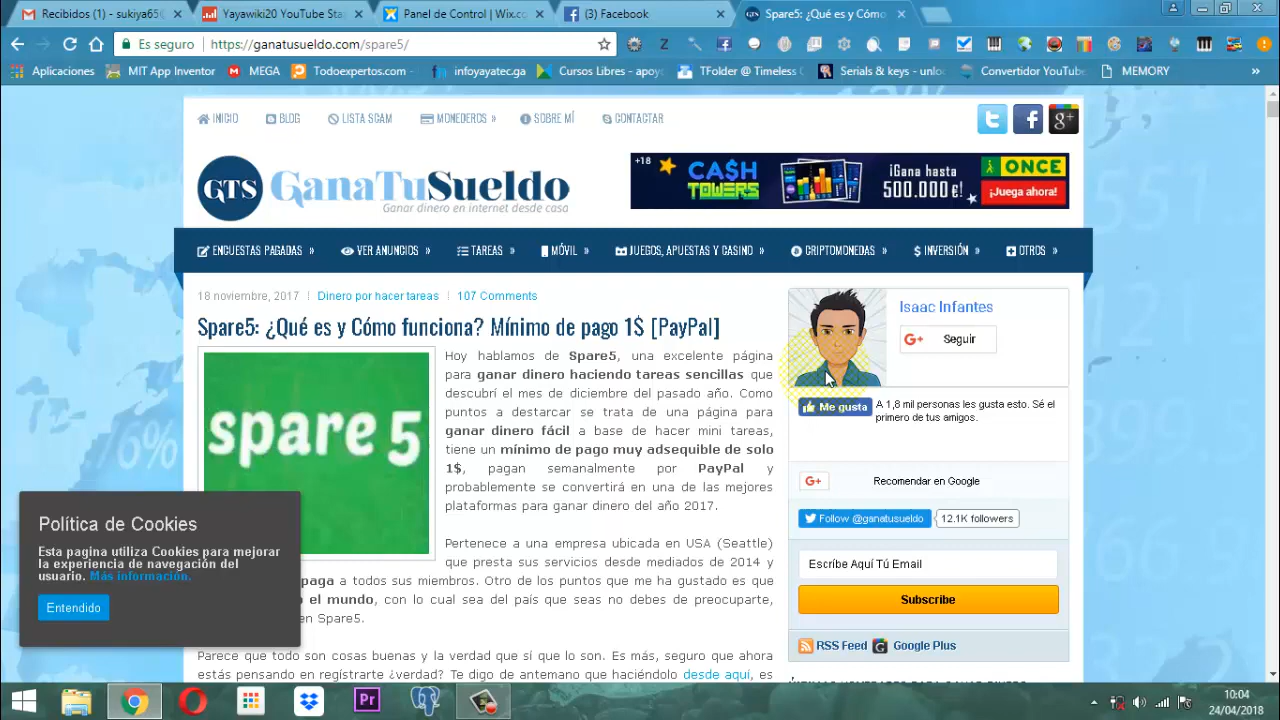 Recibidos (1) - sukiya65@
Yayawiki20 YouTube Sta
Panel de Control | Wix.co
(3) Facebook
Spare5: ¿Qué es y Cómo
Es seguro
https://ganatusueldo.com/spare5/
Aplicaciones
MIT App Inventor
MEGA
Todoexpertos.com -
infoyayatec.ga
Cursos Libres - apoyo
TFolder @ Timeless
Serials & keys - unloc
Convertidor YouTube
MEMORY
»
INICIO
BLOG
LISTA SCAM
MONEDEROS »
SOBRE MÍ
CONTACTAR
GTS
GanaTuSueldo
Ganar dinero en internet desde casa
+18
CA$H
TOWERS
¡Gana hasta
500.000€!
ONCE
¡Juega ahora!
ENCUESTAS PAGADAS »
VER ANUNCIOS »
TAREAS »
MÓVIL »
JUEGOS, APUESTAS Y CASINO »
CRIPTOMONEDAS »
INVERSIÓN »
OTROS »
18 noviembre, 2017 | Dinero por hacer tareas | 107 Comments
Spare5: ¿Qué es y Cómo funciona? Mínimo de pago 1$ [PayPal]
spare5
Hoy hablamos de Spare5, una excelente página
para ganar dinero haciendo tareas sencillas que
descubrí el mes de diciembre del pasado año. Como
puntos a destarcar se trata de una página para
ganar dinero fácil a base de hacer mini tareas,
tiene un mínimo de pago muy adsequible de solo
1$, pagan semanalmente por PayPal y
probablemente se convertirá en una de las mejores
plataformas para ganar dinero del año 2017.
Pertenece a una empresa ubicada en USA (Seattle)
que presta sus servicios desde mediados de 2014 y
paga a todos sus miembros. Otro de los puntos que me ha gustado es que
el mundo, con lo cual sea del país que seas no debes de preocuparte,
en Spare5.
Parece que todo son cosas buenas y la verdad que sí que lo son. Es más, seguro que ahora
estás pensando en regístrarte ¿verdad? Te digo de antemano que haciéndolo desde aquí, es
Isaac Infantes
G+ Seguir
Me gusta
A 1,8 mil personas les gusta esto. Sé el
primero de tus amigos.
G+
Recomendar en Google
Follow @ganatusueldo
12.1K followers
Escríbe Aquí Tú Email
Subscribe
RSS Feed
Google Plus
Política de Cookies
Esta pagina utiliza Cookies para mejorar
la experiencia de navegación del
usuario. Más información.
Entendido
Pr
10:04
24/04/2018